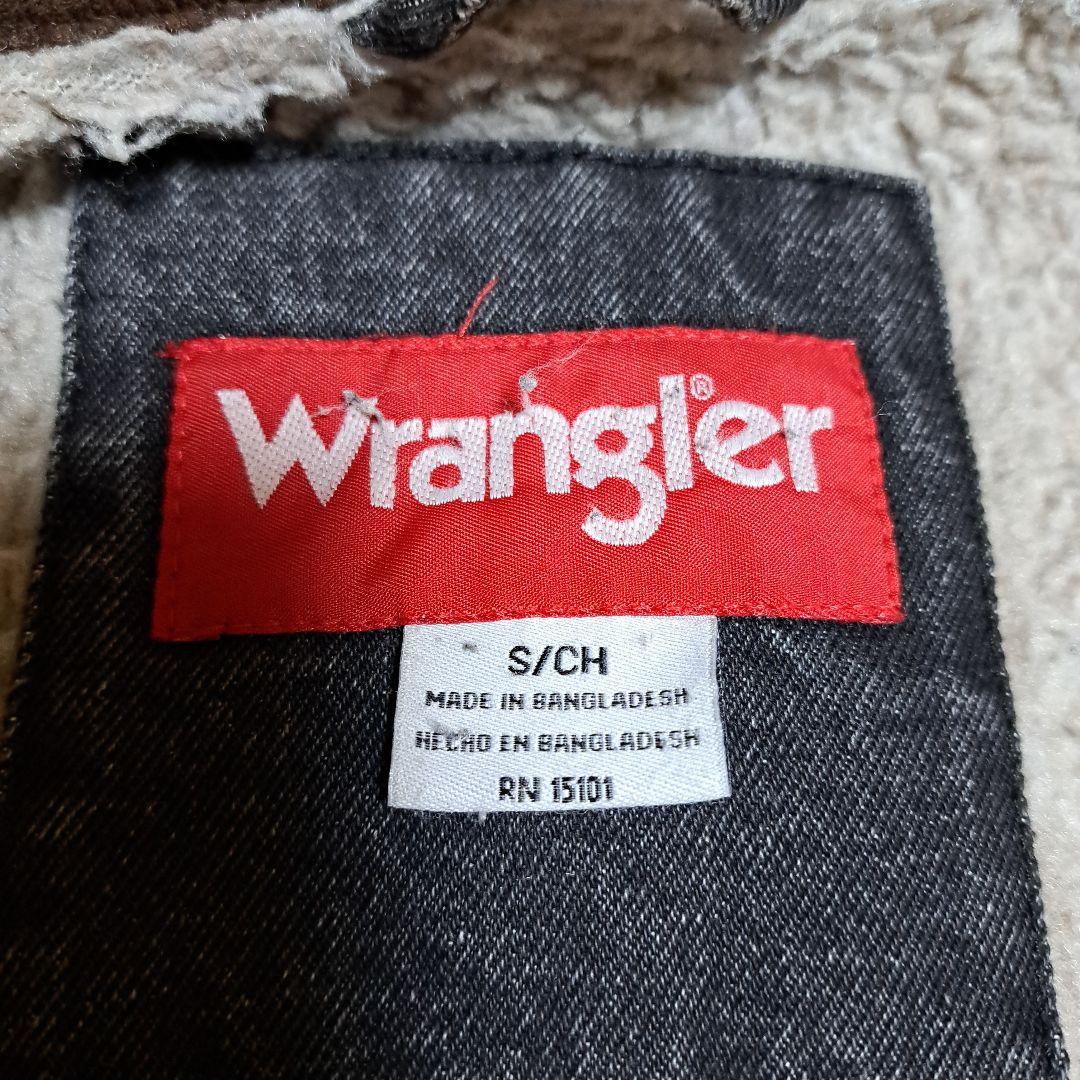 Wrangler®
S/CH
MADE IN BANGLADESH
HECHO EN BANGLADESH
RN 15101